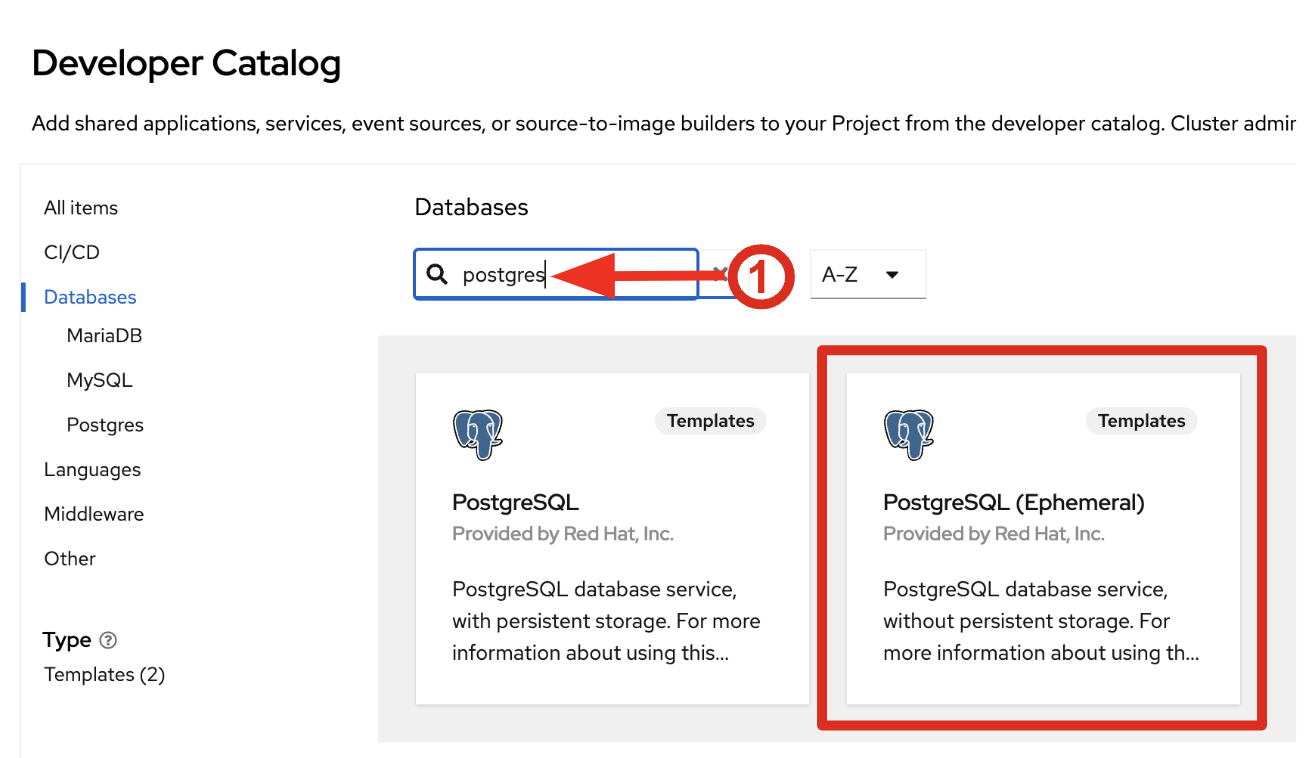 Developer Catalog
Add shared applications, services, event sources, or source-to-image builders to your Project from the developer catalog. Cluster admin
All items
CI/CD
Databases
MariaDB
MySQL
Postgres
Languages
Middleware
Other
Type ?
Templates (2)
Databases
postgres
1
A-Z
Templates
PostgreSQL
Provided by Red Hat, Inc.
PostgreSQL database service,
with persistent storage. For more
information about using this...
Templates
PostgreSQL (Ephemeral)
Provided by Red Hat, Inc.
PostgreSQL database service,
without persistent storage. For
more information about using th...